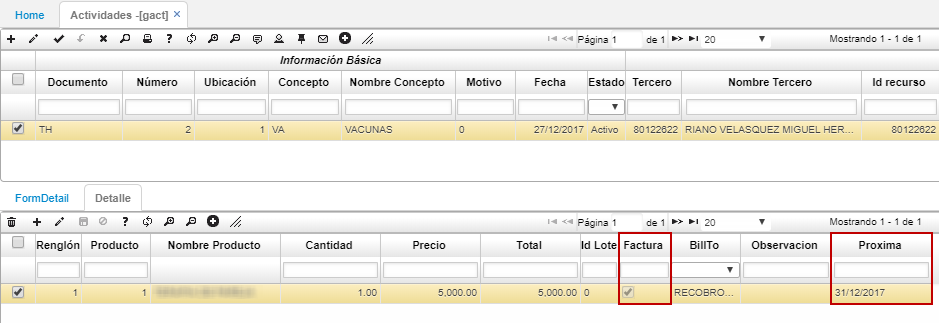 Home Actividades -[gact] ×
Página 1 de 1 20 Mostrando 1 - 1 de 1
Información Básica
Documento Número Ubicación Concepto Nombre Concepto Motivo Fecha Estado Tercero Nombre Tercero Id recurso
TH 2 1 VA VACUNAS 0 27/12/2017 Activo 80122622 RIANO VELASQUEZ MIGUEL HER... 80122622
FormDetail Detalle
Página 1 de 1 20 Mostrando 1 - 1 de 1
Renglón Producto Nombre Producto Cantidad Precio Total Id Lote Factura BillTo Observacion Proxima
1 1 1.00 5,000.00 5,000.00 0 RECOBRO... 31/12/2017